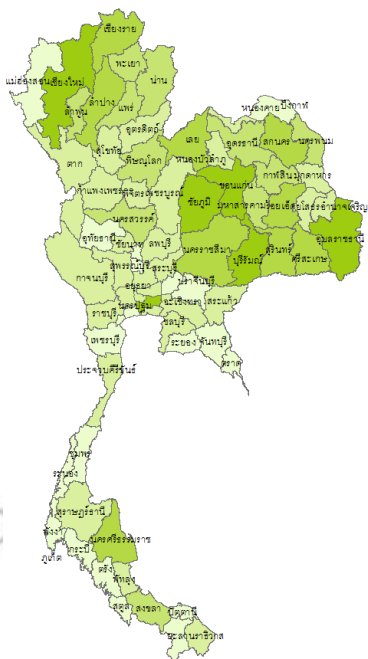 เชียงราย
พะเยา
แม่ฮ่องสอน
เชียงใหม่
น่าน
ลำปาง
แพร่
ลำพูน
อุตรดิตถ์
สุโขทัย
ตาก
พิษณุโลก
กำแพงเพชร
เพชรบูรณ์
นครสวรรค์
อุทัยธานี
ชัยนาท
ลพบุรี
สุพรรณบุรี
สระบุรี
กาญจนบุรี
อยุธยา
นครปฐม
ราชบุรี
เพชรบุรี
ประจวบคีรีขันธ์
หนองคาย
บึงกาฬ
เลย
อุดรธานี
สกลนคร
นครพนม
หนองบัวลำภู
กาฬสินธุ์
มุกดาหาร
ขอนแก่น
ชัยภูมิ
มหาสารคาม
ร้อยเอ็ด
ยโสธร
อำนาจเจริญ
อุบลราชธานี
นครราชสีมา
บุรีรัมย์
สุรินทร์
ศรีสะเกษ
ปราจีนบุรี
ฉะเชิงเทรา
สระแก้ว
ชลบุรี
ระยอง
จันทบุรี
ตราด
ชุมพร
ระนอง
สุราษฎร์ธานี
พังงา
นครศรีธรรมราช
ภูเก็ต
กระบี่
ตรัง
พัทลุง
สตูล
สงขลา
ปัตตานี
ยะลา
นราธิวาส